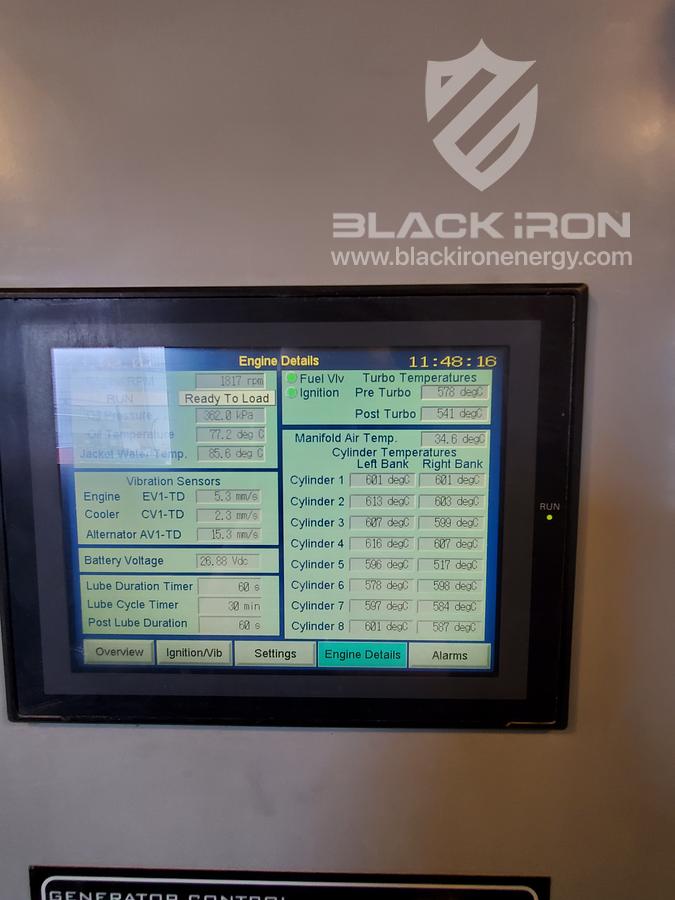 BLACK iRON
www.blackironenergy.com
Engine Details 11:48:16
RPM 1817 rpm
RUN Ready To Load
Oil Pressure 362.0 kPa
Oil Temperature 77.2 deg C
Jacket Water Temp. 85.6 deg C
Vibration Sensors
Engine EV1-TD 5.3 mm/s
Cooler CV1-TD 2.3 mm/s
Alternator AV1-TD 15.3 mm/s
Battery Voltage 26.88 Vdc
Lube Duration Timer 60 s
Lube Cycle Timer 30 min
Post Lube Duration 60 s
Fuel Vlv Turbo Temperatures
Ignition Pre Turbo 578 degC
Post Turbo 541 degC
Manifold Air Temp. 34.6 degC
Cylinder Temperatures
Left Bank Right Bank
Cylinder 1 601 degC 601 degC
Cylinder 2 613 degC 603 degC
Cylinder 3 607 degC 599 degC
Cylinder 4 616 degC 607 degC
Cylinder 5 596 degC 517 degC
Cylinder 6 578 degC 598 degC
Cylinder 7 597 degC 584 degC
Cylinder 8 601 degC 587 degC
Overview Ignition/Vib Settings Engine Details Alarms
RUN
GENERATOR CONTROL